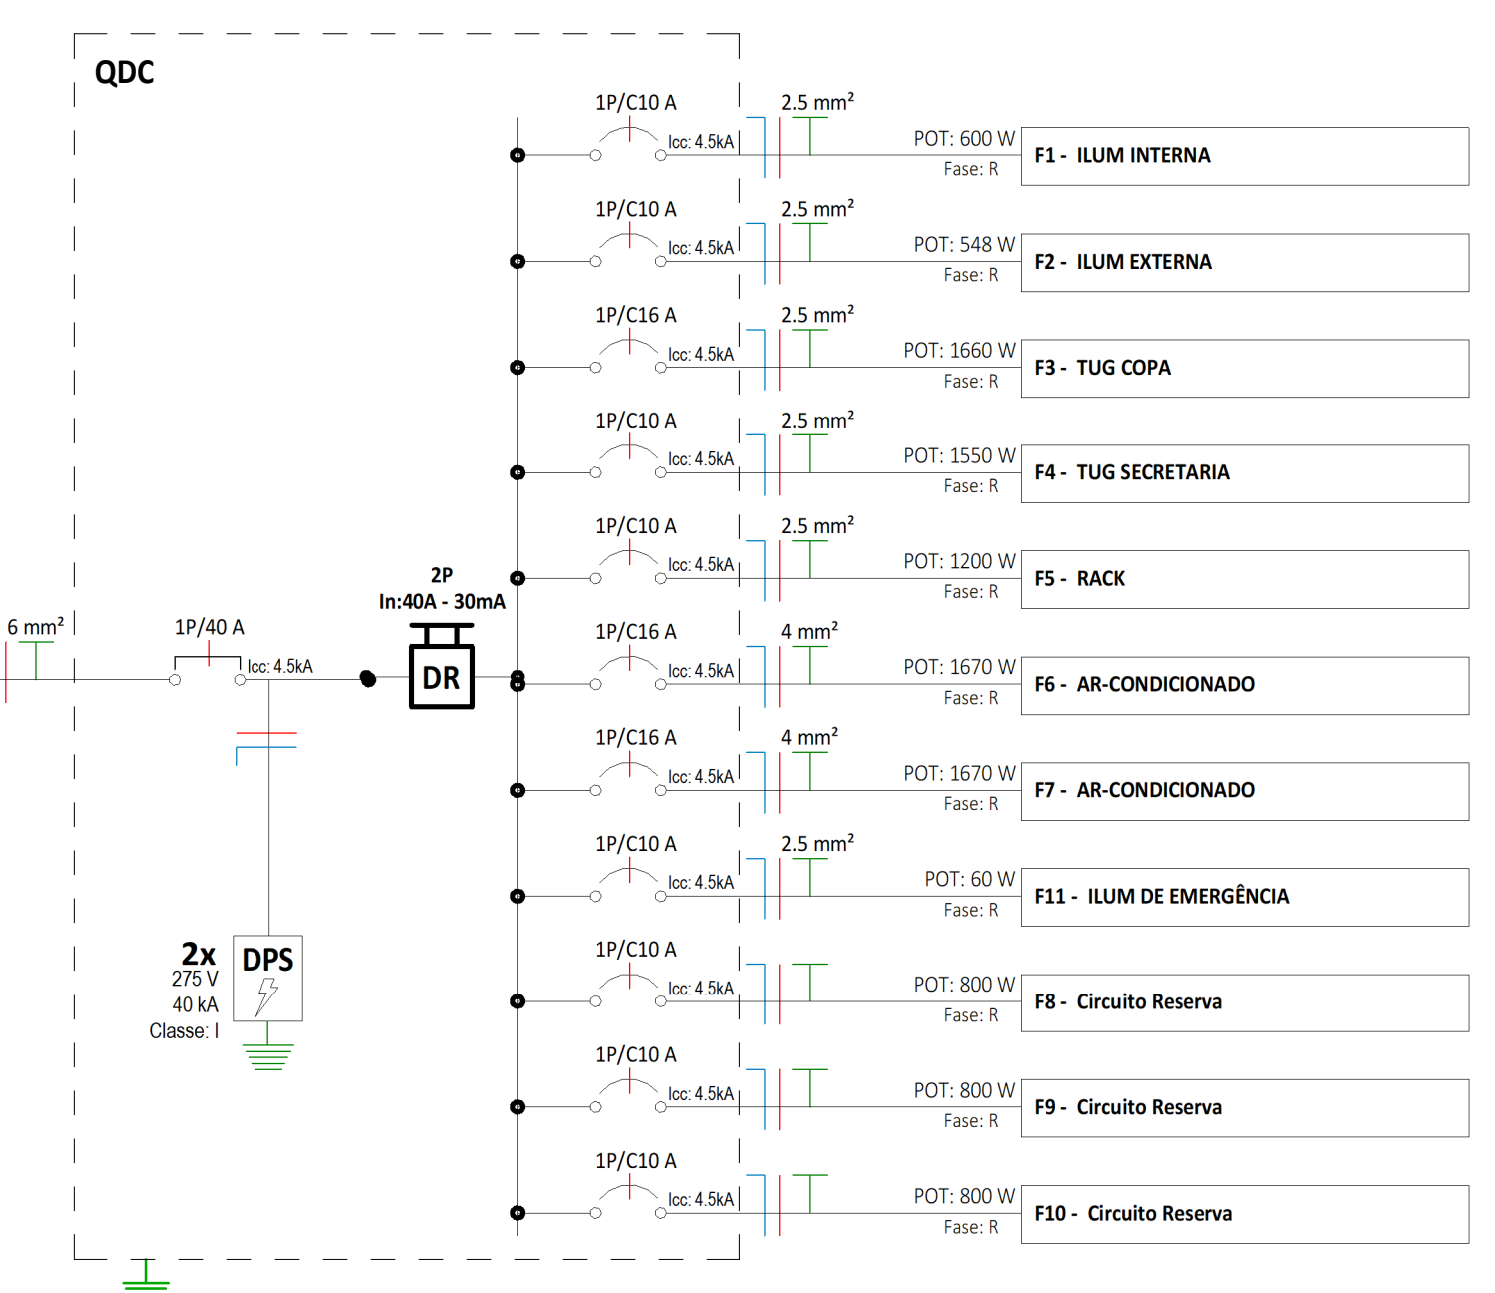 QDC
1P/C10 A
Icc: 4.5kA
2.5 mm²
POT: 600 W
Fase: R
F1 - ILUM INTERNA
1P/C10 A
Icc: 4.5kA
2.5 mm²
POT: 548 W
Fase: R
F2 - ILUM EXTERNA
1P/C16 A
Icc: 4.5kA
2.5 mm²
POT: 1660 W
Fase: R
F3 - TUG COPA
1P/C10 A
Icc: 4.5kA
2.5 mm²
POT: 1550 W
Fase: R
F4 - TUG SECRETARIA
1P/C10 A
Icc: 4.5kA
2.5 mm²
POT: 1200 W
Fase: R
F5 - RACK
6 mm²
1P/40 A
Icc: 4.5kA
2P
In:40A - 30mA
DR
1P/C16 A
Icc: 4.5kA
4 mm²
POT: 1670 W
Fase: R
F6 - AR-CONDICIONADO
1P/C16 A
Icc: 4.5kA
4 mm²
POT: 1670 W
Fase: R
F7 - AR-CONDICIONADO
1P/C10 A
Icc: 4.5kA
2.5 mm²
POT: 60 W
Fase: R
F11 - ILUM DE EMERGÊNCIA
2x
275 V
40 kA
Classe: I
DPS
1P/C10 A
Icc: 4.5kA
POT: 800 W
Fase: R
F8 - Circuito Reserva
1P/C10 A
Icc: 4.5kA
POT: 800 W
Fase: R
F9 - Circuito Reserva
1P/C10 A
Icc: 4.5kA
POT: 800 W
Fase: R
F10 - Circuito Reserva